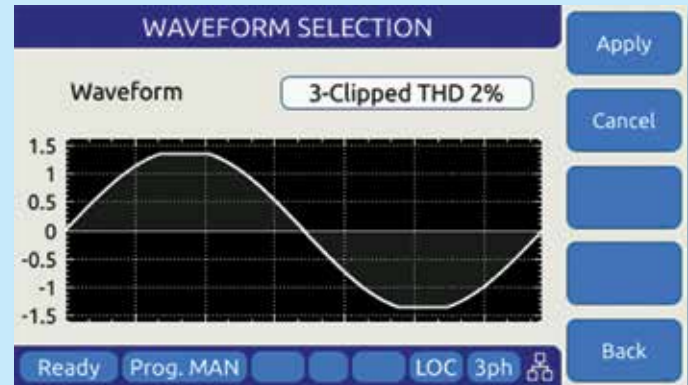 WAVEFORM SELECTION
Apply
Waveform
3-Clipped THD 2%
Cancel
1.5
1
0.5
0
-0.5
-1
-1.5
Back
Ready
Prog. MAN
LOC
3ph